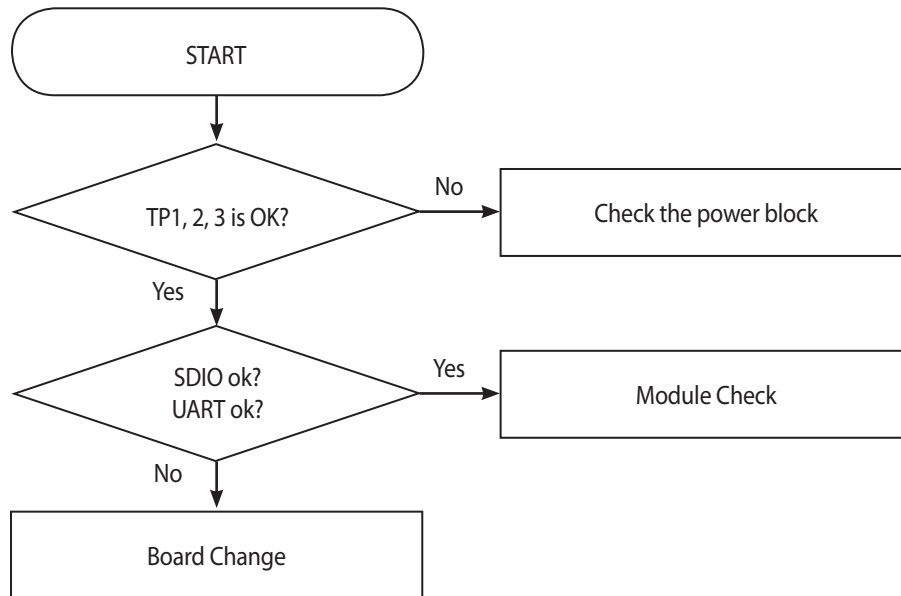 START
TP1, 2, 3 is OK?
No
Check the power block
Yes
SDIO ok?
UART ok?
Yes
Module Check
No
Board Change